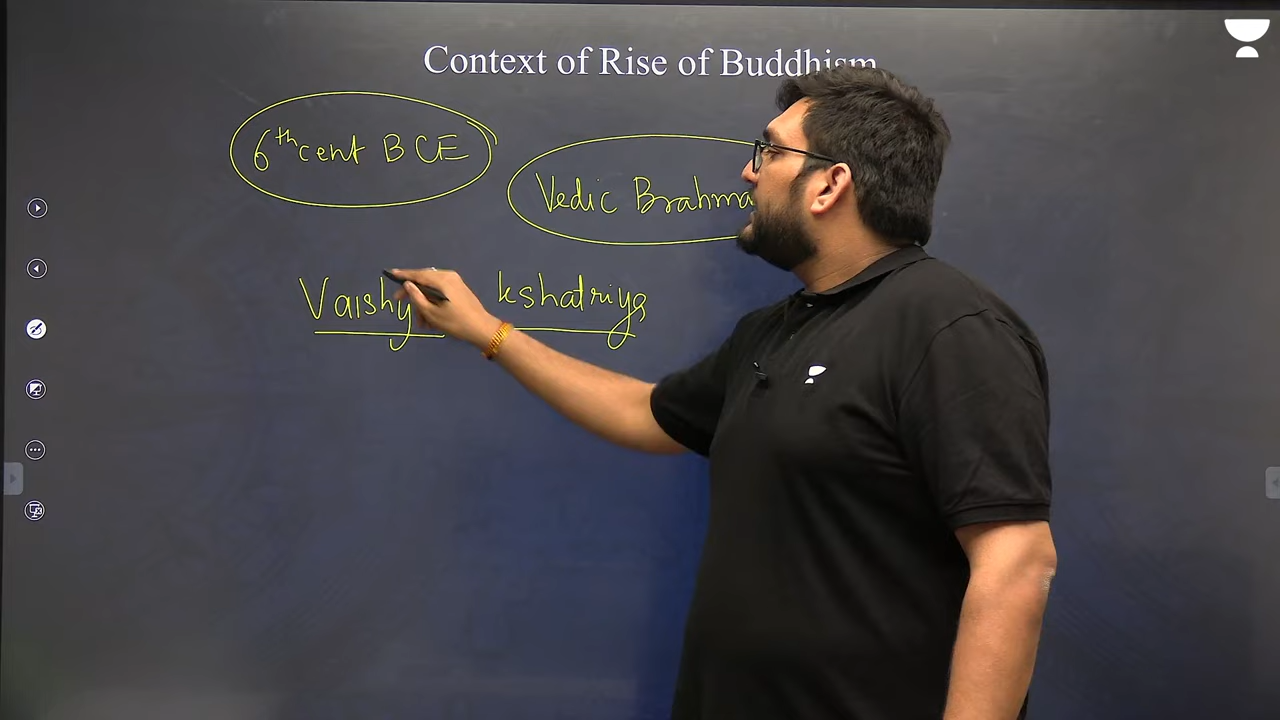 Context of Rise of Buddhism
6th cent BCE
Vedic Brahma
Vaishy kshatriya